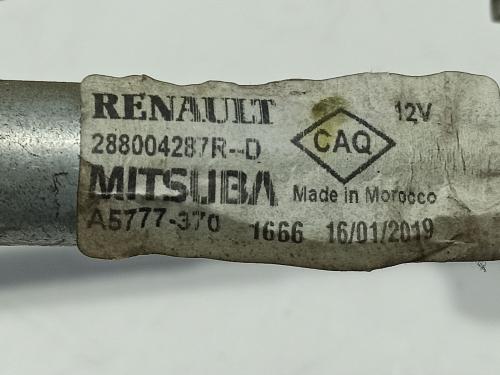 RENAULT CAQ 12V
288004287R--D
MITSUBA Made in Morocco
A5777-370 1666 16/01/2019